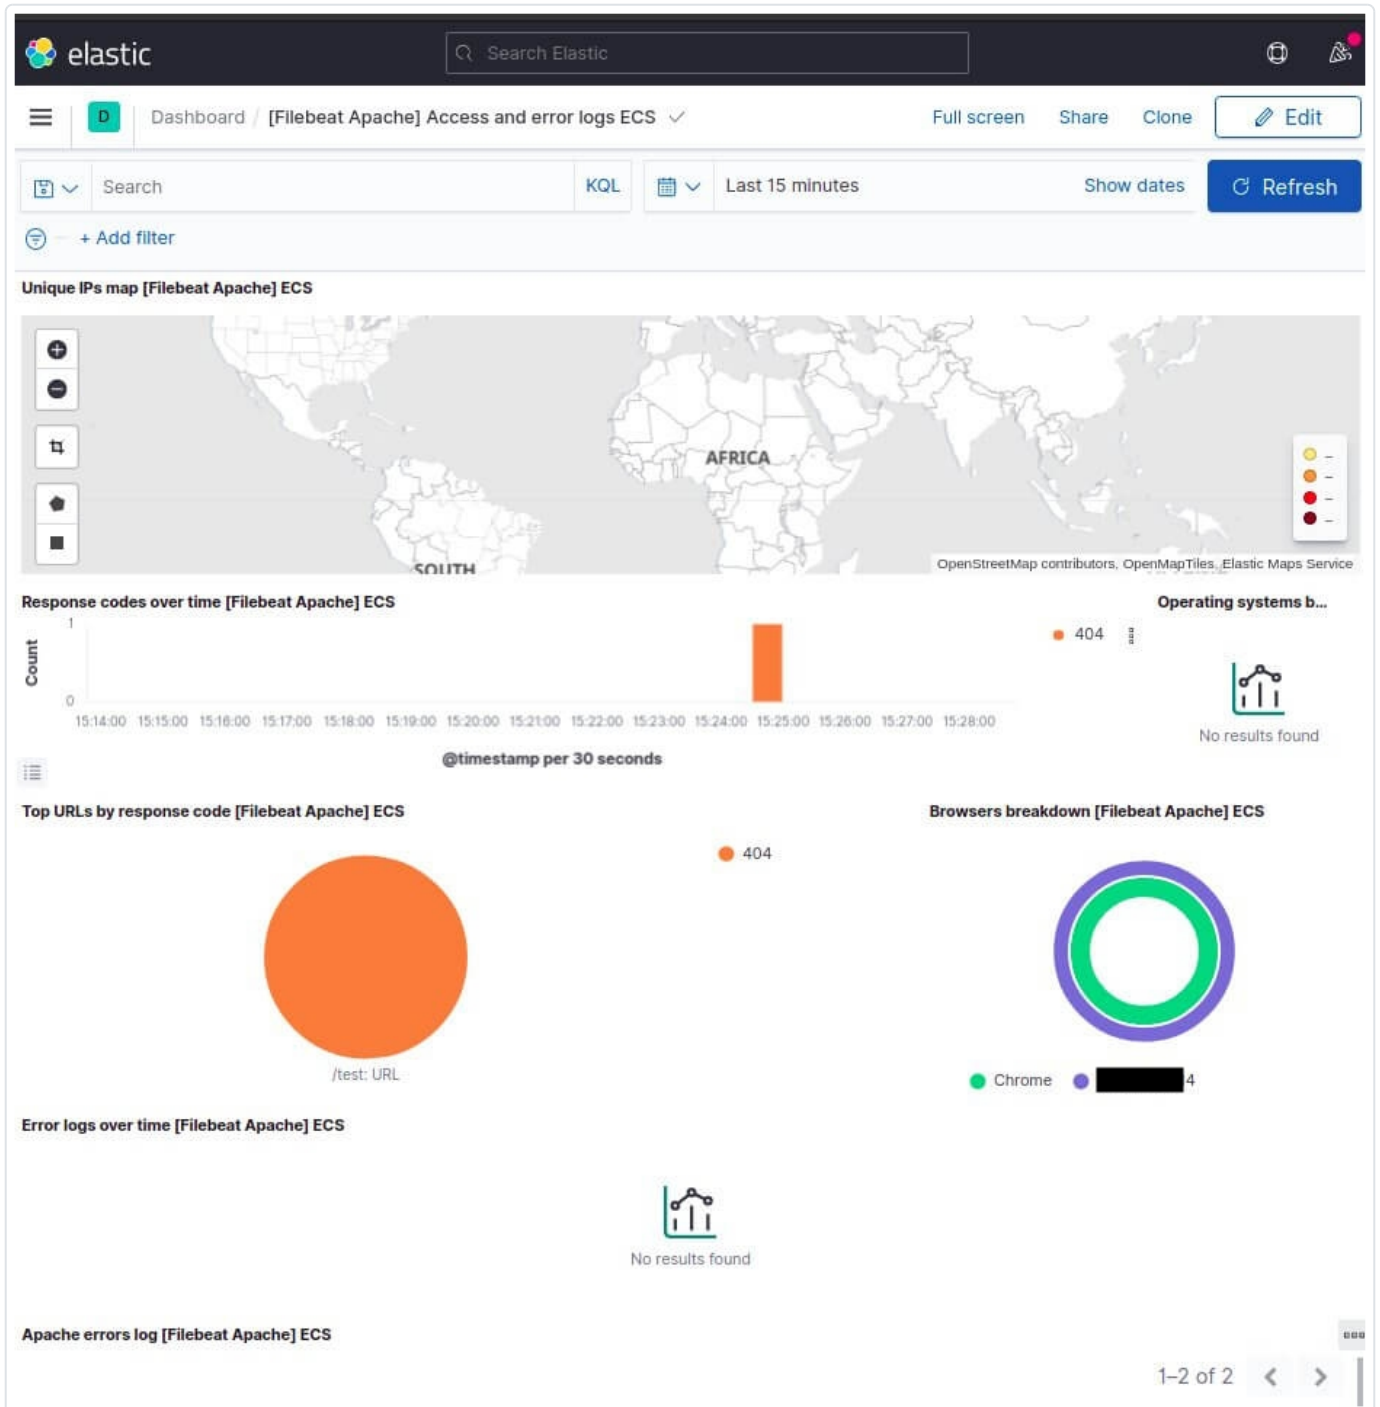 elastic
Search Elastic
D
Dashboard / [Filebeat Apache] Access and error logs ECS
Full screen Share Clone Edit
Search KQL Last 15 minutes Show dates Refresh
+ Add filter
Unique IPs map [Filebeat Apache] ECS
AFRICA
SOUTH
–
–
–
–
OpenStreetMap contributors, OpenMapTiles, Elastic Maps Service
Response codes over time [Filebeat Apache] ECS
Operating systems b...
Count
1
0
404
15:14:00 15:15:00 15:16:00 15:17:00 15:18:00 15:19:00 15:20:00 15:21:00 15:22:00 15:23:00 15:24:00 15:25:00 15:26:00 15:27:00 15:28:00
@timestamp per 30 seconds
No results found
Top URLs by response code [Filebeat Apache] ECS
404
/test: URL
Browsers breakdown [Filebeat Apache] ECS
Chrome 4
Error logs over time [Filebeat Apache] ECS
No results found
Apache errors log [Filebeat Apache] ECS
1–2 of 2